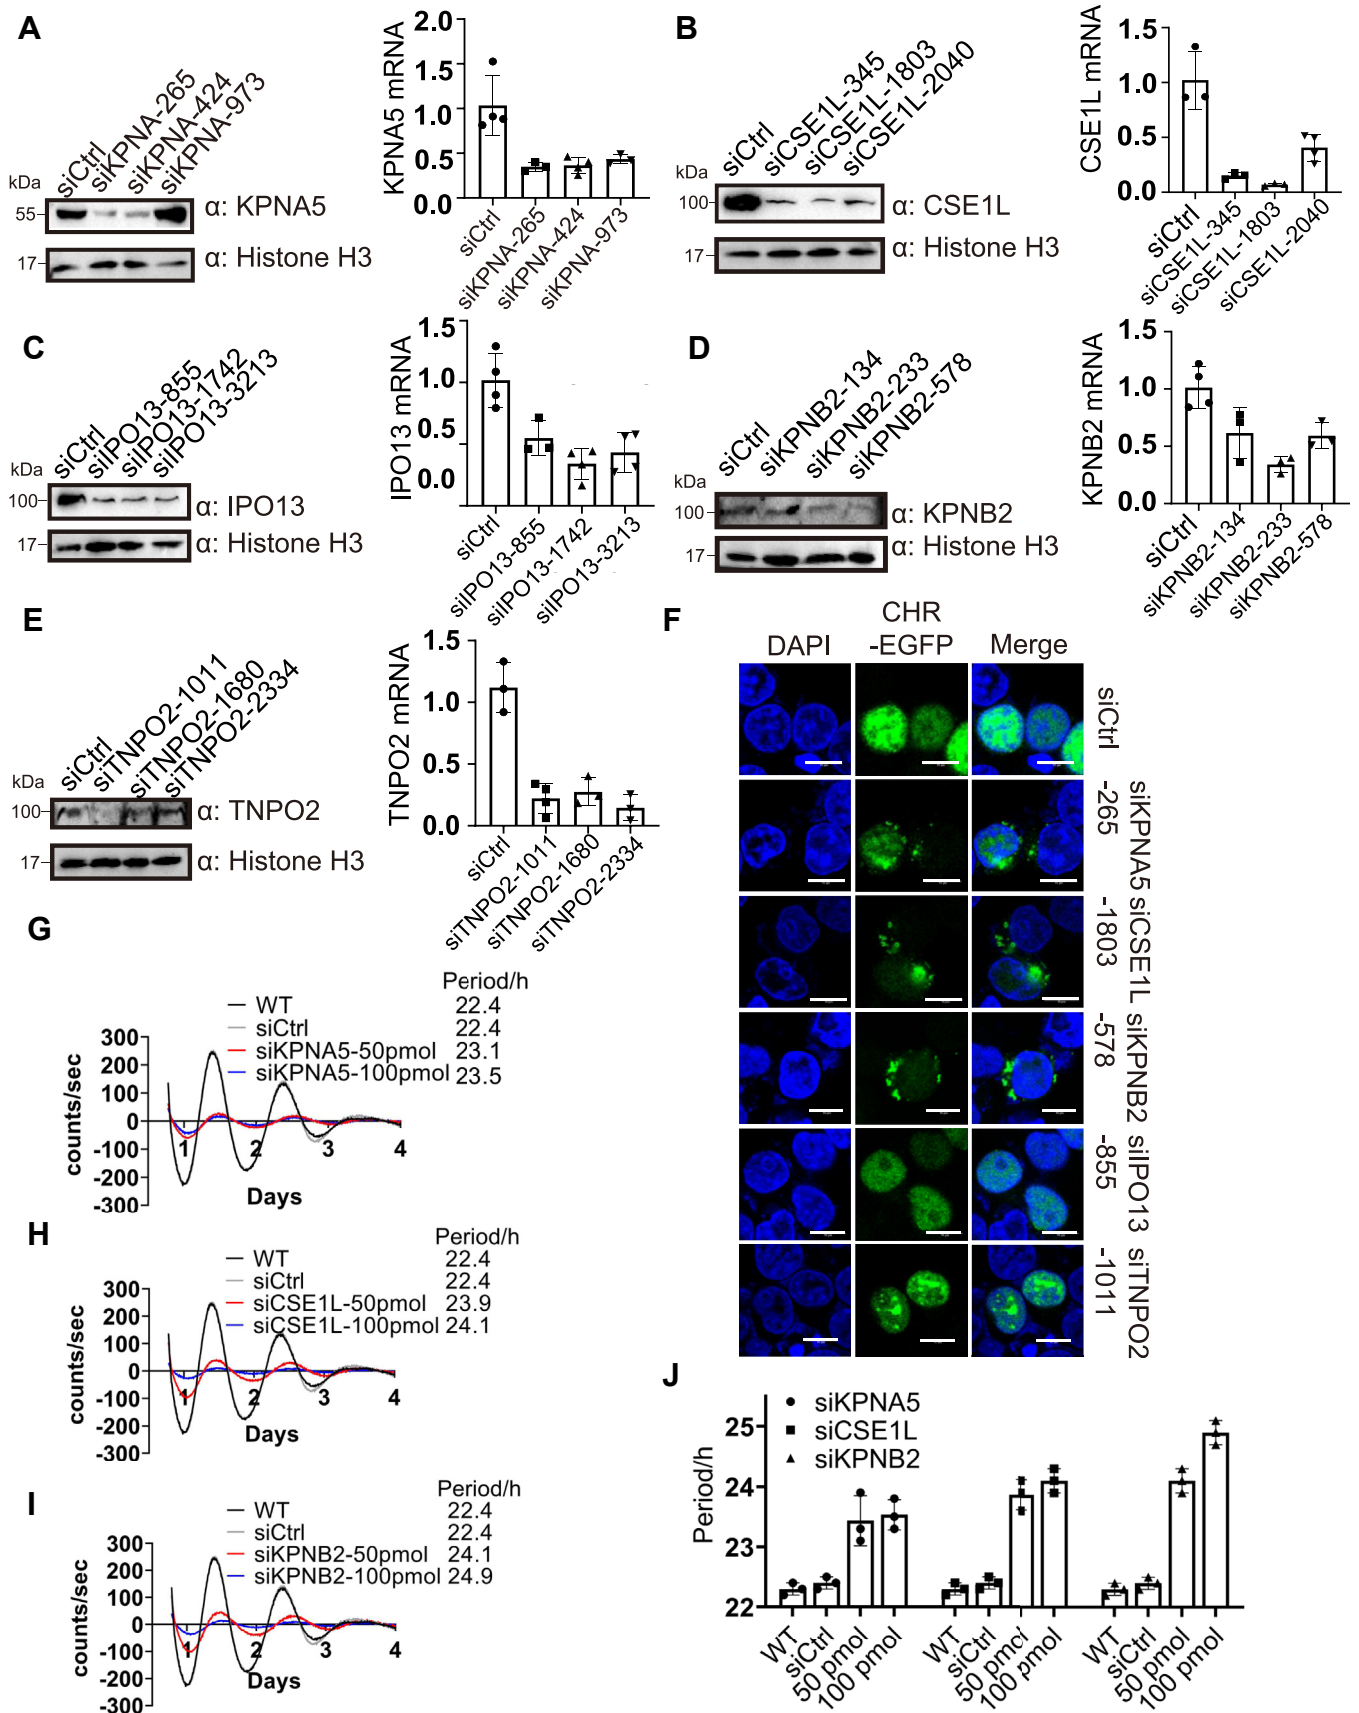 A
siCtrl
siKPNA-265
siKPNA-424
siKPNA-973
kDa
55
α: KPNA5
17
α: Histone H3
KPNA5 mRNA
2.0
1.5
1.0
0.5
0.0
siCtrl
siKPNA-265
siKPNA-424
siKPNA-973
B
siCtrl
siCSE1L-345
siCSE1L-1803
siCSE1L-2040
kDa
100
α: CSE1L
17
α: Histone H3
CSE1L mRNA
1.5
1.0
0.5
0.0
siCtrl
siCSE1L-345
siCSE1L-1803
siCSE1L-2040
C
siCtrl
siIPO13-855
siIPO13-1742
siIPO13-3213
kDa
100
α: IPO13
17
α: Histone H3
IPO13 mRNA
1.5
1.0
0.5
0.0
siCtrl
siIPO13-855
siIPO13-1742
siIPO13-3213
D
siCtrl
siKPNB2-134
siKPNB2-233
siKPNB2-578
kDa
100
α: KPNB2
17
α: Histone H3
KPNB2 mRNA
1.5
1.0
0.5
0.0
siCtrl
siKPNB2-134
siKPNB2-233
siKPNB2-578
E
siCtrl
siTNPO2-1011
siTNPO2-1680
siTNPO2-2334
kDa
100
α: TNPO2
17
α: Histone H3
TNPO2 mRNA
1.5
1.0
0.5
0.0
siCtrl
siTNPO2-1011
siTNPO2-1680
siTNPO2-2334
F
DAPI
CHR
-EGFP
Merge
siCtrl
siKPNA5
-265
siCSE1L
-1803
siKPNB2
-578
siIPO13
-855
siTNPO2
-1011
G
Period/h
WT 22.4
siCtrl 22.4
siKPNA5-50pmol 23.1
siKPNA5-100pmol 23.5
counts/sec
300
200
100
0
-100
-200
-300
1 2 3 4
Days
H
Period/h
WT 22.4
siCtrl 22.4
siCSE1L-50pmol 23.9
siCSE1L-100pmol 24.1
counts/sec
300
200
100
0
-100
-200
-300
1 2 3 4
Days
I
Period/h
WT 22.4
siCtrl 22.4
siKPNB2-50pmol 24.1
siKPNB2-100pmol 24.9
counts/sec
300
200
100
0
-100
-200
-300
1 2 3 4
Days
J
siKPNA5
siCSE1L
siKPNB2
Period/h
25
24
23
22
WT
siCtrl
50 pmol
100 pmol
WT
siCtrl
50 pmol
100 pmol
WT
siCtrl
50 pmol
100 pmol